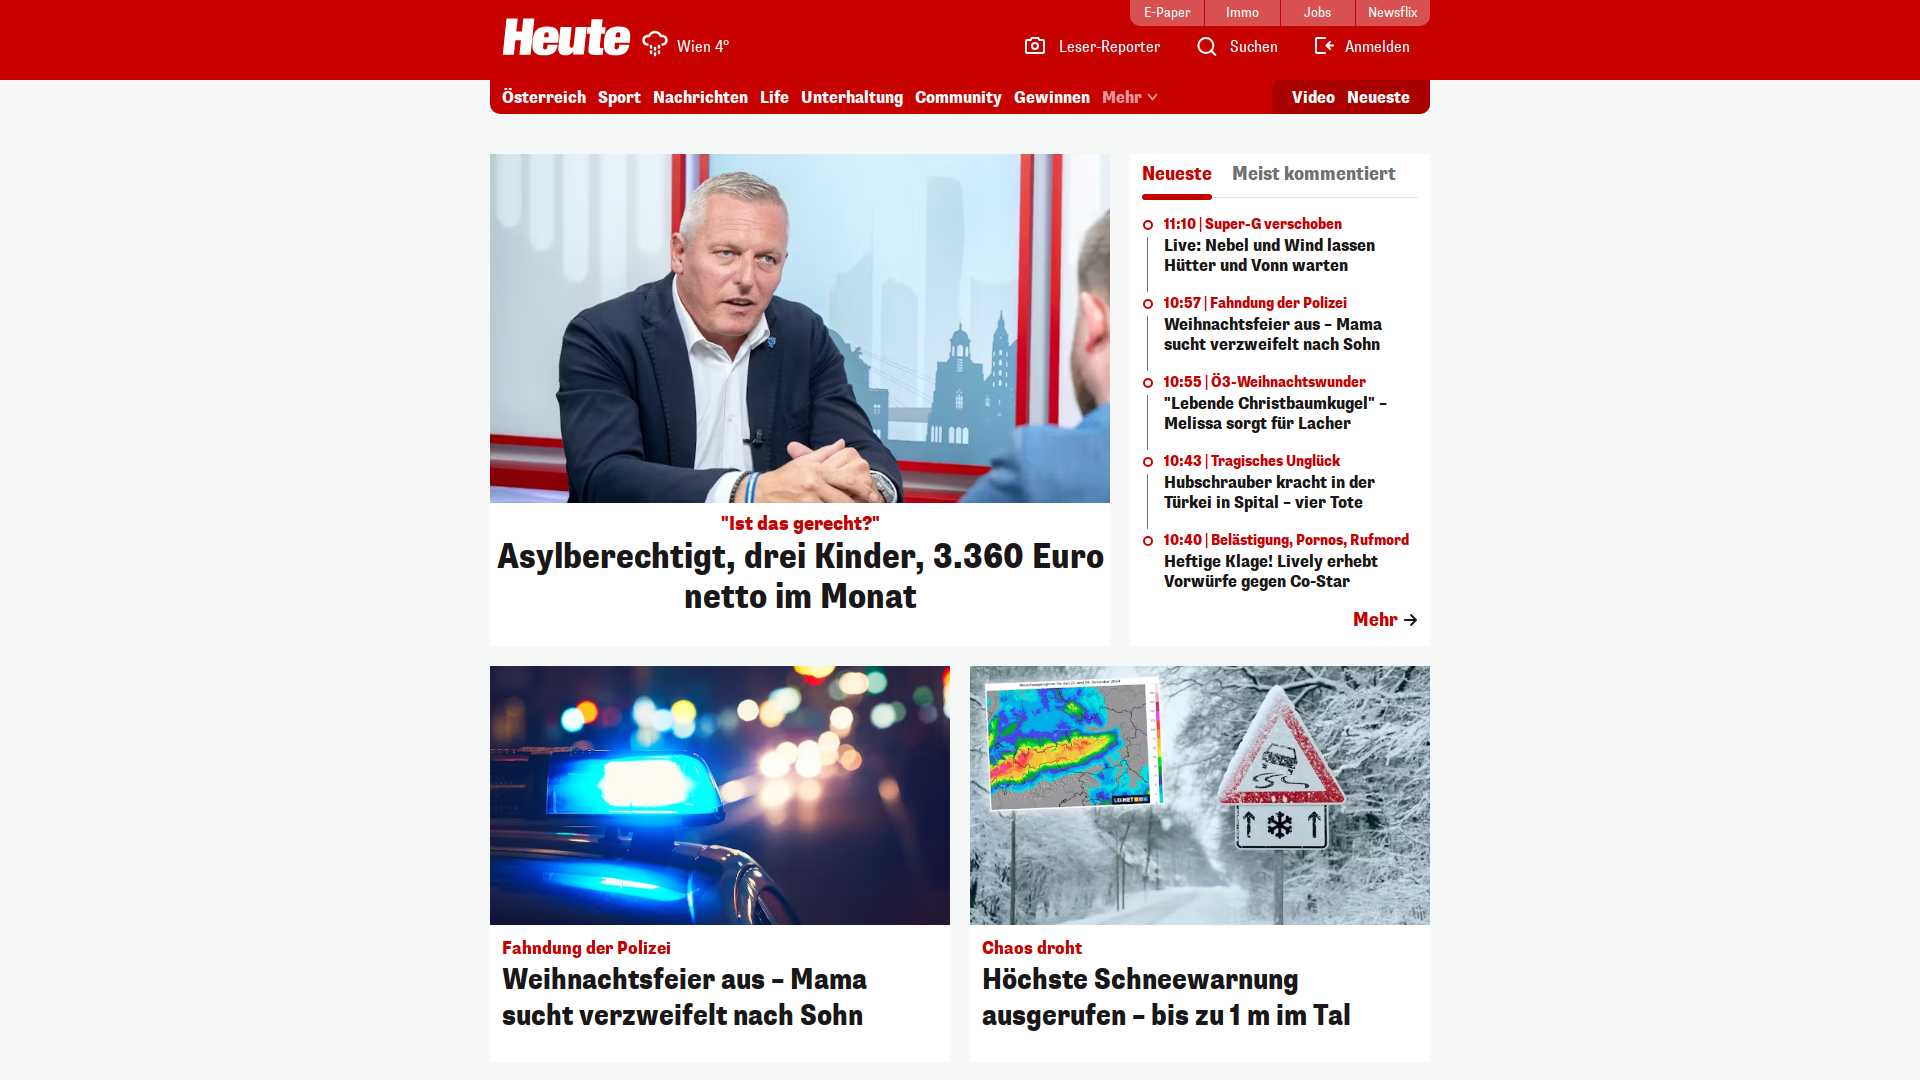 E-Paper
Immo
Jobs
Newsflix
Heute
Wien 4°
Leser-Reporter
Suchen
Anmelden
Österreich Sport Nachrichten Life Unterhaltung Community Gewinnen Mehr
Video Neueste
"Ist das gerecht?"
Asylberechtigt, drei Kinder, 3.360 Euro
netto im Monat
Neueste
Meist kommentiert
11:10 | Super-G verschoben
Live: Nebel und Wind lassen
Hütter und Vonn warten
10:57 | Fahndung der Polizei
Weihnachtsfeier aus – Mama
sucht verzweifelt nach Sohn
10:55 | Ö3-Weihnachtswunder
"Lebende Christbaumkugel" –
Melissa sorgt für Lacher
10:43 | Tragisches Unglück
Hubschrauber kracht in der
Türkei in Spital – vier Tote
10:40 | Belästigung, Pornos, Rufmord
Heftige Klage! Lively erhebt
Vorwürfe gegen Co-Star
Mehr
Fahndung der Polizei
Weihnachtsfeier aus – Mama
sucht verzweifelt nach Sohn
Chaos droht
Höchste Schneewarnung
ausgerufen – bis zu 1 m im Tal